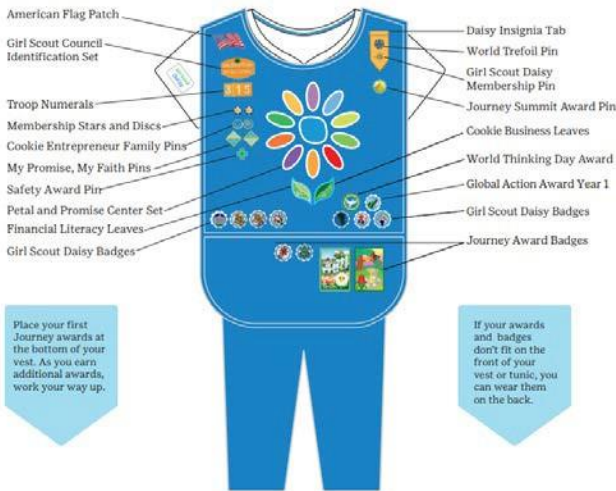 American Flag Patch
Girl Scout Council
Identification Set
Troop Numerals
Membership Stars and Discs
Cookie Entrepreneur Family Pins
My Promise, My Faith Pins
Safety Award Pin
Petal and Promise Center Set
Financial Literacy Leaves
Girl Scout Daisy Badges
315
Daisy Insignia Tab
World Trefoil Pin
Girl Scout Daisy
Membership Pin
Journey Summit Award Pin
Cookie Business Leaves
World Thinking Day Award
Global Action Award Year 1
Girl Scout Daisy Badges
Journey Award Badges
Place your first
Journey awards at
the bottom of your
vest. As you earn
additional awards,
work your way up.
If your awards
and badges
don't fit on the
front of your
vest or tunic, you
can wear them
on the back.